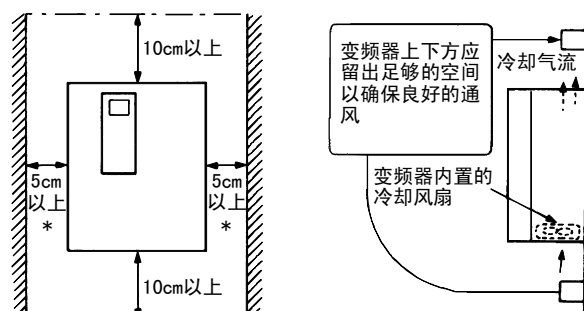 10cm以上
5cm
以上
*
5cm
以上
*
10cm以上
变频器上下方应
留出足够的空间
以确保良好的通
风
冷却气流
变频器内置的
冷却风扇